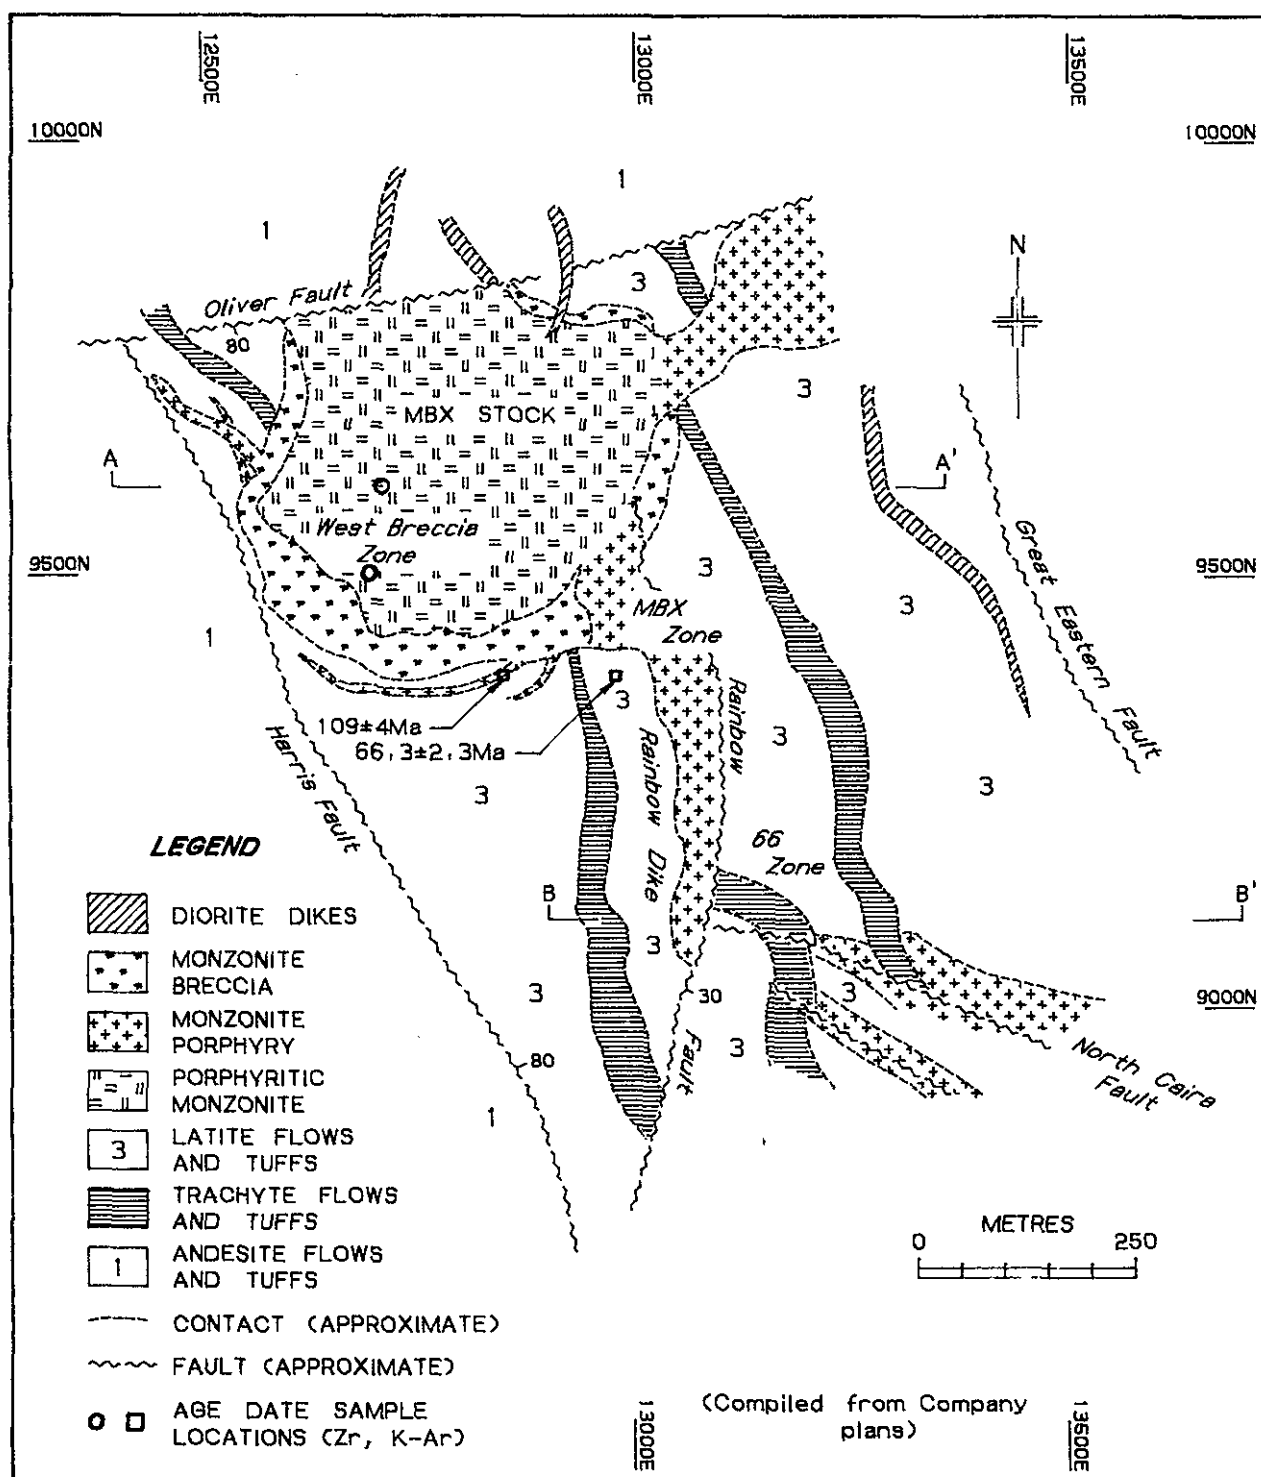 12500E
13000E
13500E
10000N
10000N
1
1
N
3
Oliver Fault
80
3
MBX STOCK
A
A'
West Breccia
Zone
Great Eastern
Fault
9500N
9500N
3
3
1
MBX
Zone
3
109±4Ma
66.3±2.3Ma
Harris Fault
Rainbow Dike
Rainbow
Fault
3
3
3
66
Zone
B
B'
3
3
3
30
3
9000N
80
1
North Caira
Fault
LEGEND
DIORITE DIKES
MONZONITE
BRECCIA
MONZONITE
PORPHYRY
PORPHYRITIC
MONZONITE
3 LATITE FLOWS
AND TUFFS
TRACHYTE FLOWS
AND TUFFS
1 ANDESITE FLOWS
AND TUFFS
CONTACT (APPROXIMATE)
FAULT (APPROXIMATE)
AGE DATE SAMPLE
LOCATIONS (Zr, K-Ar)
METRES
0 250
(Compiled from Company
plans)
13000E
13500E